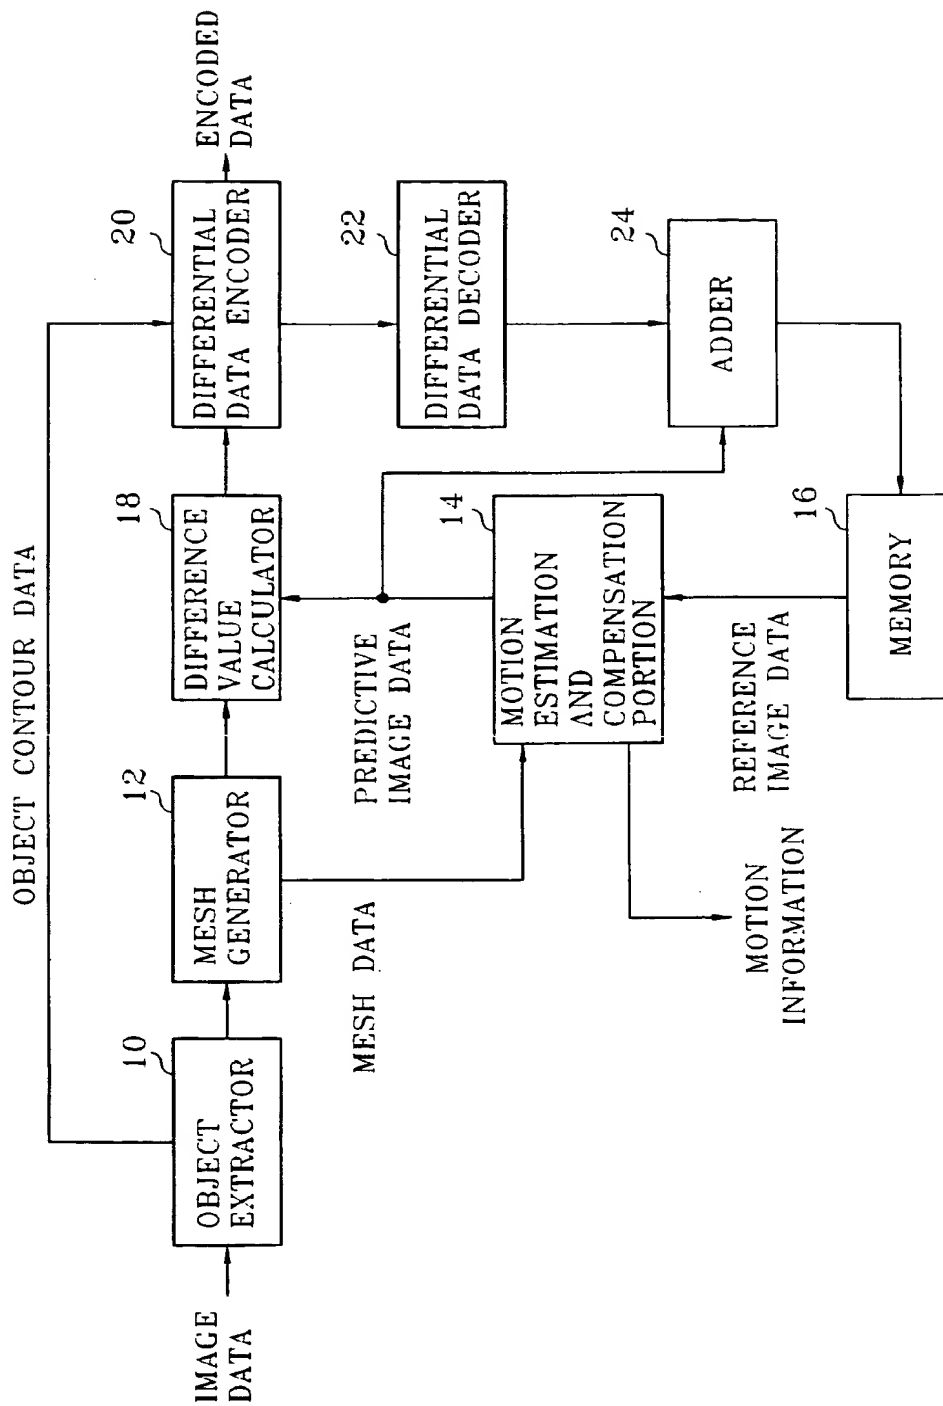 OBJECT CONTOUR DATA
IMAGE
DATA
10
OBJECT
EXTRACTOR
12
MESH
GENERATOR
18
DIFFERENCE
VALUE
CALCULATOR
20
DIFFERENTIAL
DATA ENCODER
ENCODED
DATA
MESH DATA
PREDICTIVE
IMAGE DATA
22
DIFFERENTIAL
DATA DECODER
14
MOTION
ESTIMATION
AND
COMPENSATION
PORTION
24
ADDER
MOTION
INFORMATION
REFERENCE
IMAGE DATA
16
MEMORY